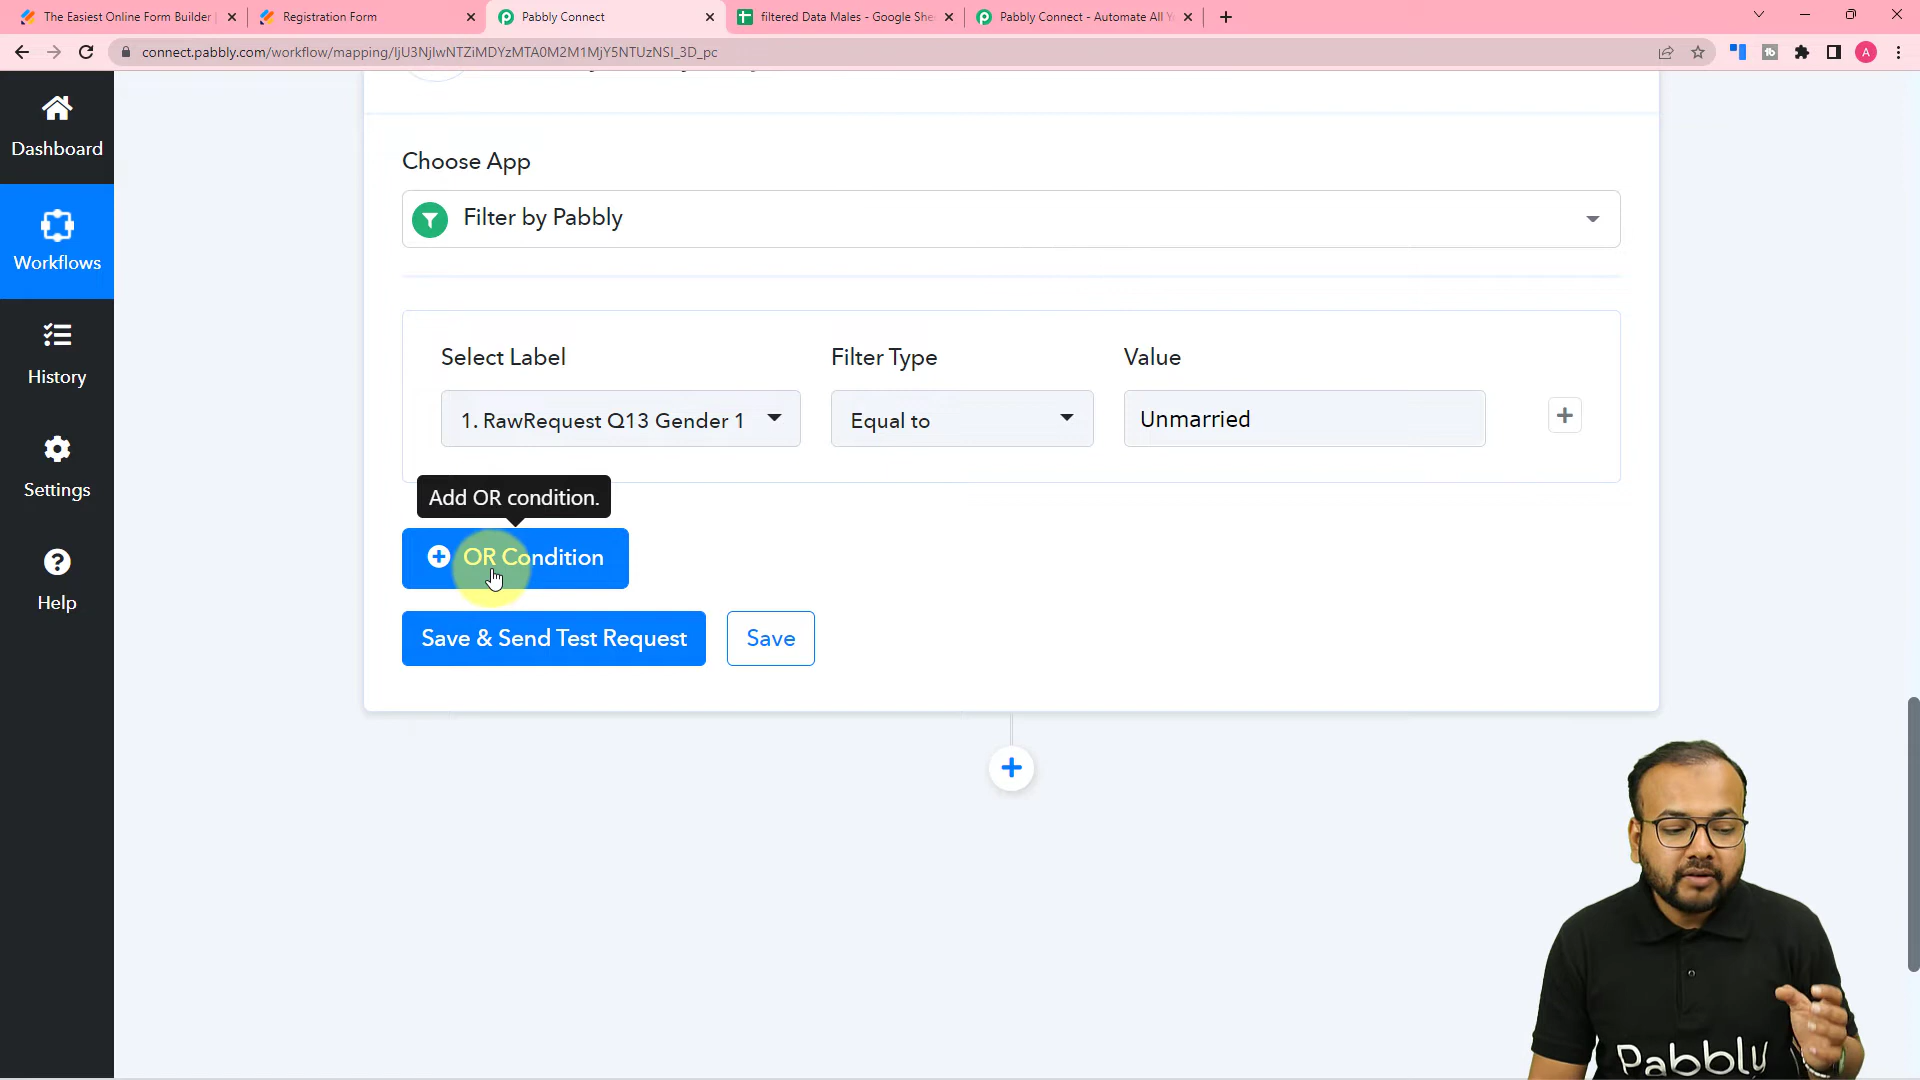 The Easiest Online Form Builder
Registration Form
Pabbly Connect
filtered Data Males - Google She
Pabbly Connect - Automate All Y
connect.pabbly.com/workflow/mapping/IjU3NjIwNTZiMDYzMTA0M2M1MjY5NTUzNSI_3D_pc
A
Dashboard
Workflows
History
Settings
Help
Choose App
Filter by Pabbly
Select Label
Filter Type
Value
1. RawRequest Q13 Gender 1
Equal to
Unmarried
Add OR condition.
OR Condition
Save & Send Test Request
Save
Pabbly